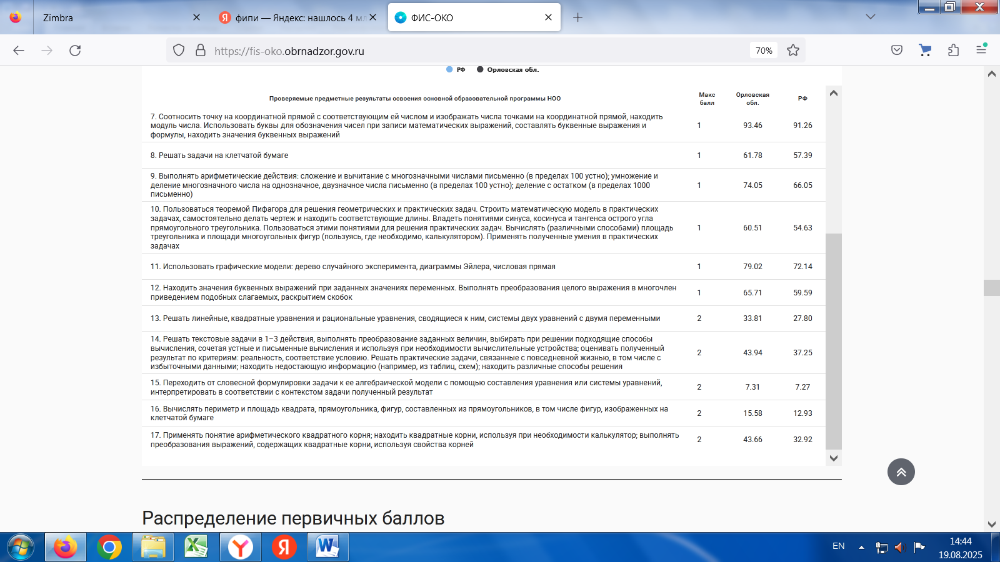 Zimbra
фипи — Яндекс: нашлось 4 мл
ФИС-ОКО
https://fis-oko.obrnadzor.gov.ru
70%
РФ
Орловская обл.
Проверяемые предметные результаты освоения основной образовательной программы НОО
Макс балл
Орловская обл.
РФ
7. Соотносить точку на координатной прямой с соответствующим ей числом и изображать числа точками на координатной прямой, находить
модуль числа. Использовать буквы для обозначения чисел при записи математических выражений, составлять буквенные выражения и
формулы, находить значения буквенных выражений
1 93.46 91.26
8. Решать задачи на клетчатой бумаге
1 61.78 57.39
9. Выполнять арифметические действия: сложение и вычитание с многозначными числами письменно (в пределах 100 устно); умножение и
деление многозначного числа на однозначное, двузначное числа письменно (в пределах 100 устно); деление с остатком (в пределах 1000
письменно)
1 74.05 66.05
10. Пользоваться теоремой Пифагора для решения геометрических и практических задач. Строить математическую модель в практических
задачах, самостоятельно делать чертеж и находить соответствующие длины. Владеть понятиями синуса, косинуса и тангенса острого угла
прямоугольного треугольника. Пользоваться этими понятиями для решения практических задач. Вычислять (различными способами) площадь
треугольника и площади многоугольных фигур (пользуясь, где необходимо, калькулятором). Применять полученные умения в практических
задачах
1 60.51 54.63
11. Использовать графические модели: дерево случайного эксперимента, диаграммы Эйлера, числовая прямая
1 79.02 72.14
12. Находить значения буквенных выражений при заданных значениях переменных. Выполнять преобразования целого выражения в многочлен
приведением подобных слагаемых, раскрытием скобок
1 65.71 59.59
13. Решать линейные, квадратные уравнения и рациональные уравнения, сводящиеся к ним, системы двух уравнений с двумя переменными
2 33.81 27.80
14. Решать текстовые задачи в 1–3 действия, выполнять преобразование заданных величин, выбирать при решении подходящие способы
вычисления, сочетая устные и письменные вычисления и используя при необходимости вычислительные устройства; оценивать полученный
результат по критериям: реальность, соответствие условию. Решать практические задачи, связанные с повседневной жизнью, в том числе с
избыточными данными; находить недостающую информацию (например, из таблиц, схем); находить различные способы решения
2 43.94 37.25
15. Переходить от словесной формулировки задачи к ее алгебраической модели с помощью составления уравнения или системы уравнений,
интерпретировать в соответствии с контекстом задачи полученный результат
2 7.31 7.27
16. Вычислять периметр и площадь квадрата, прямоугольника, фигур, составленных из прямоугольников, в том числе фигур, изображенных на
клетчатой бумаге
2 15.58 12.93
17. Применять понятие арифметического квадратного корня; находить квадратные корни, используя при необходимости калькулятор; выполнять
преобразования выражений, содержащих квадратные корни, используя свойства корней
2 43.66 32.92
Распределение первичных баллов
EN
14:44
19.08.2025